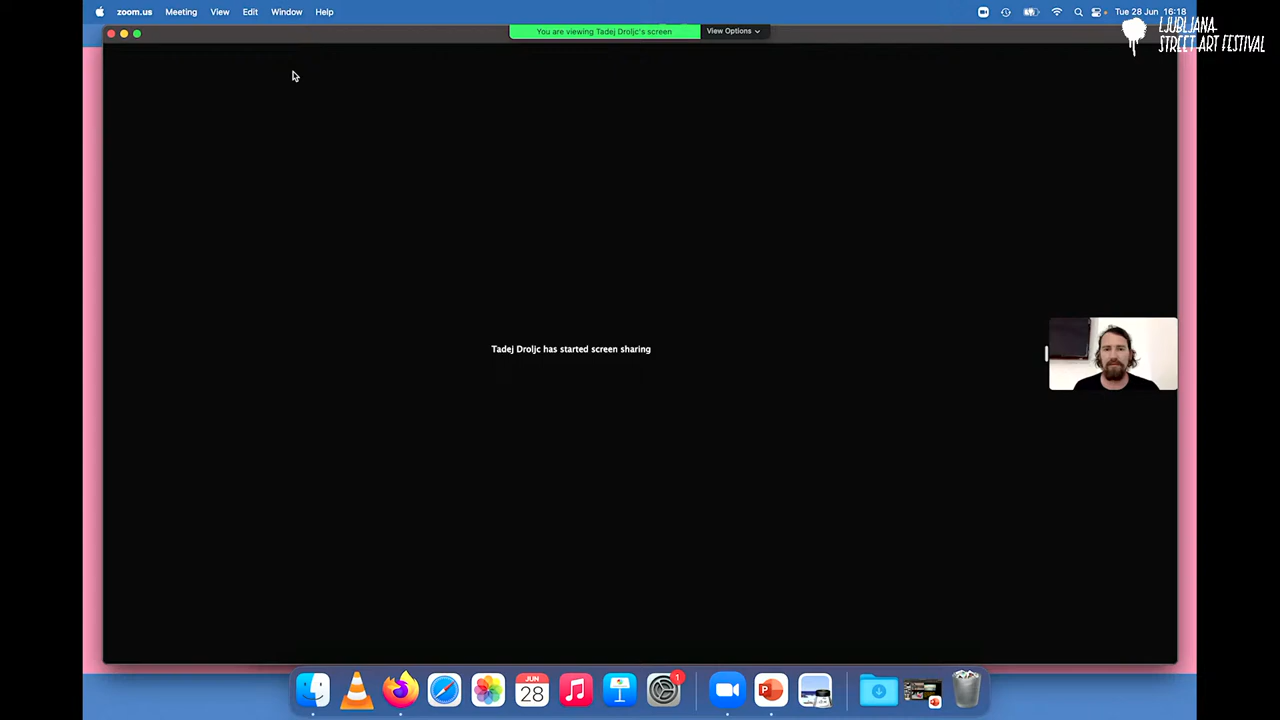 zoom.us Meeting View Edit Window Help Tue 28 Jun 16:18
LJUBLJANA
STREET ART FESTIVAL
You are viewing Tadej Droljc's screen View Options
Tadej Droljc has started screen sharing
JUN
28
1